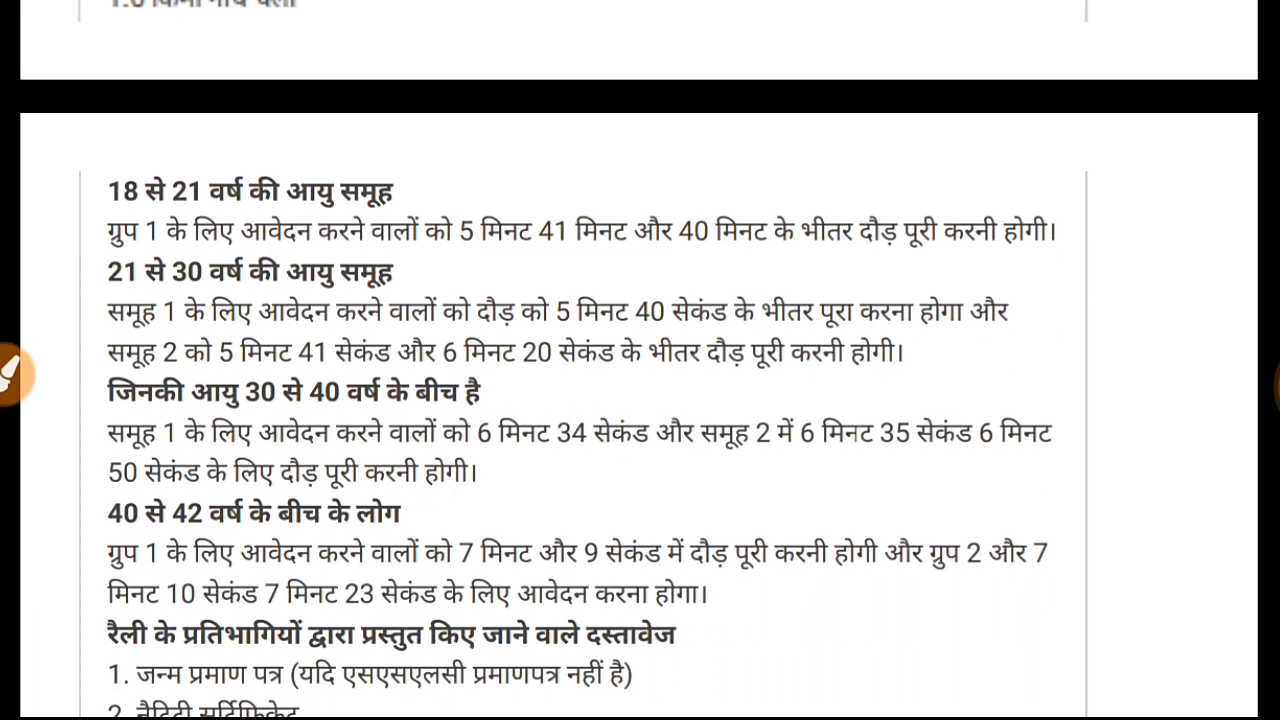 18 से 21 वर्ष की आयु समूह
ग्रुप 1 के लिए आवेदन करने वालों को 5 मिनट 41 मिनट और 40 मिनट के भीतर दौड़ पूरी करनी होगी।
21 से 30 वर्ष की आयु समूह
समूह 1 के लिए आवेदन करने वालों को दौड़ को 5 मिनट 40 सेकंड के भीतर पूरा करना होगा और
समूह 2 को 5 मिनट 41 सेकंड और 6 मिनट 20 सेकंड के भीतर दौड़ पूरी करनी होगी।
जिनकी आयु 30 से 40 वर्ष के बीच है
समूह 1 के लिए आवेदन करने वालों को 6 मिनट 34 सेकंड और समूह 2 में 6 मिनट 35 सेकंड 6 मिनट
50 सेकंड के लिए दौड़ पूरी करनी होगी।
40 से 42 वर्ष के बीच के लोग
ग्रुप 1 के लिए आवेदन करने वालों को 7 मिनट और 9 सेकंड में दौड़ पूरी करनी होगी और ग्रुप 2 और 7
मिनट 10 सेकंड 7 मिनट 23 सेकंड के लिए आवेदन करना होगा।
रैली के प्रतिभागियों द्वारा प्रस्तुत किए जाने वाले दस्तावेज
1. जन्म प्रमाण पत्र (यदि एसएसएलसी प्रमाणपत्र नहीं है)
2. नैटिटी सर्टिफिकेट